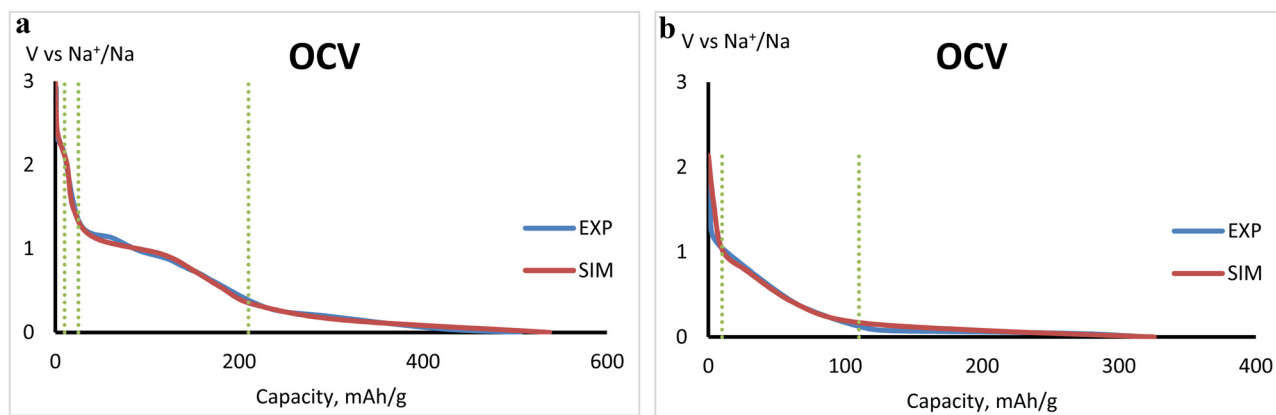 a
V vs Na⁺/Na
OCV
3
2
1
0
EXP
SIM
0
200
400
600
Capacity, mAh/g
b
V vs Na⁺/Na
OCV
3
2
1
0
EXP
SIM
0
100
200
300
400
Capacity, mAh/g